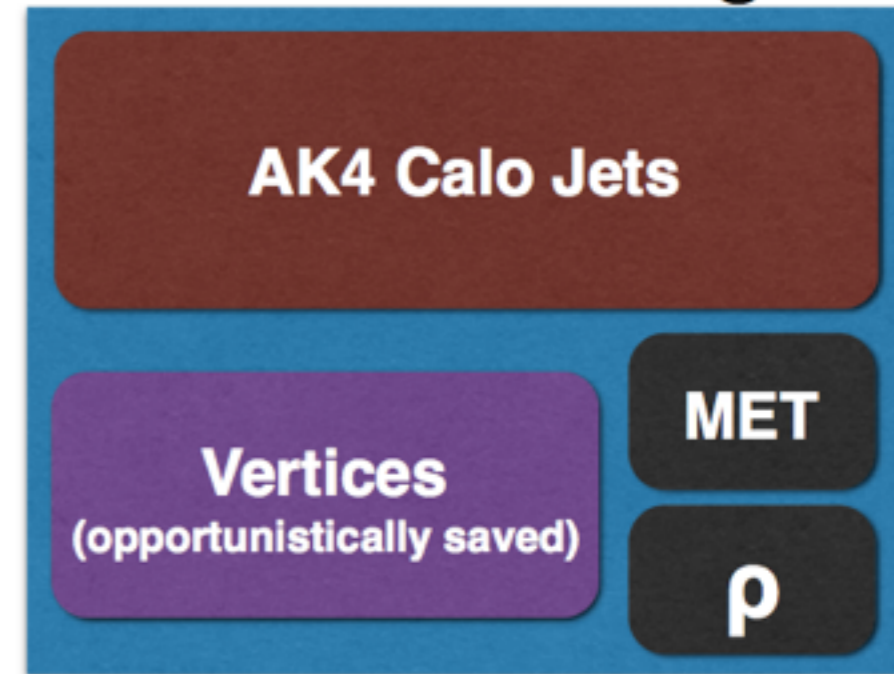 AK4 Calo Jets
MET
Vertices
(opportunistically saved)
ρ